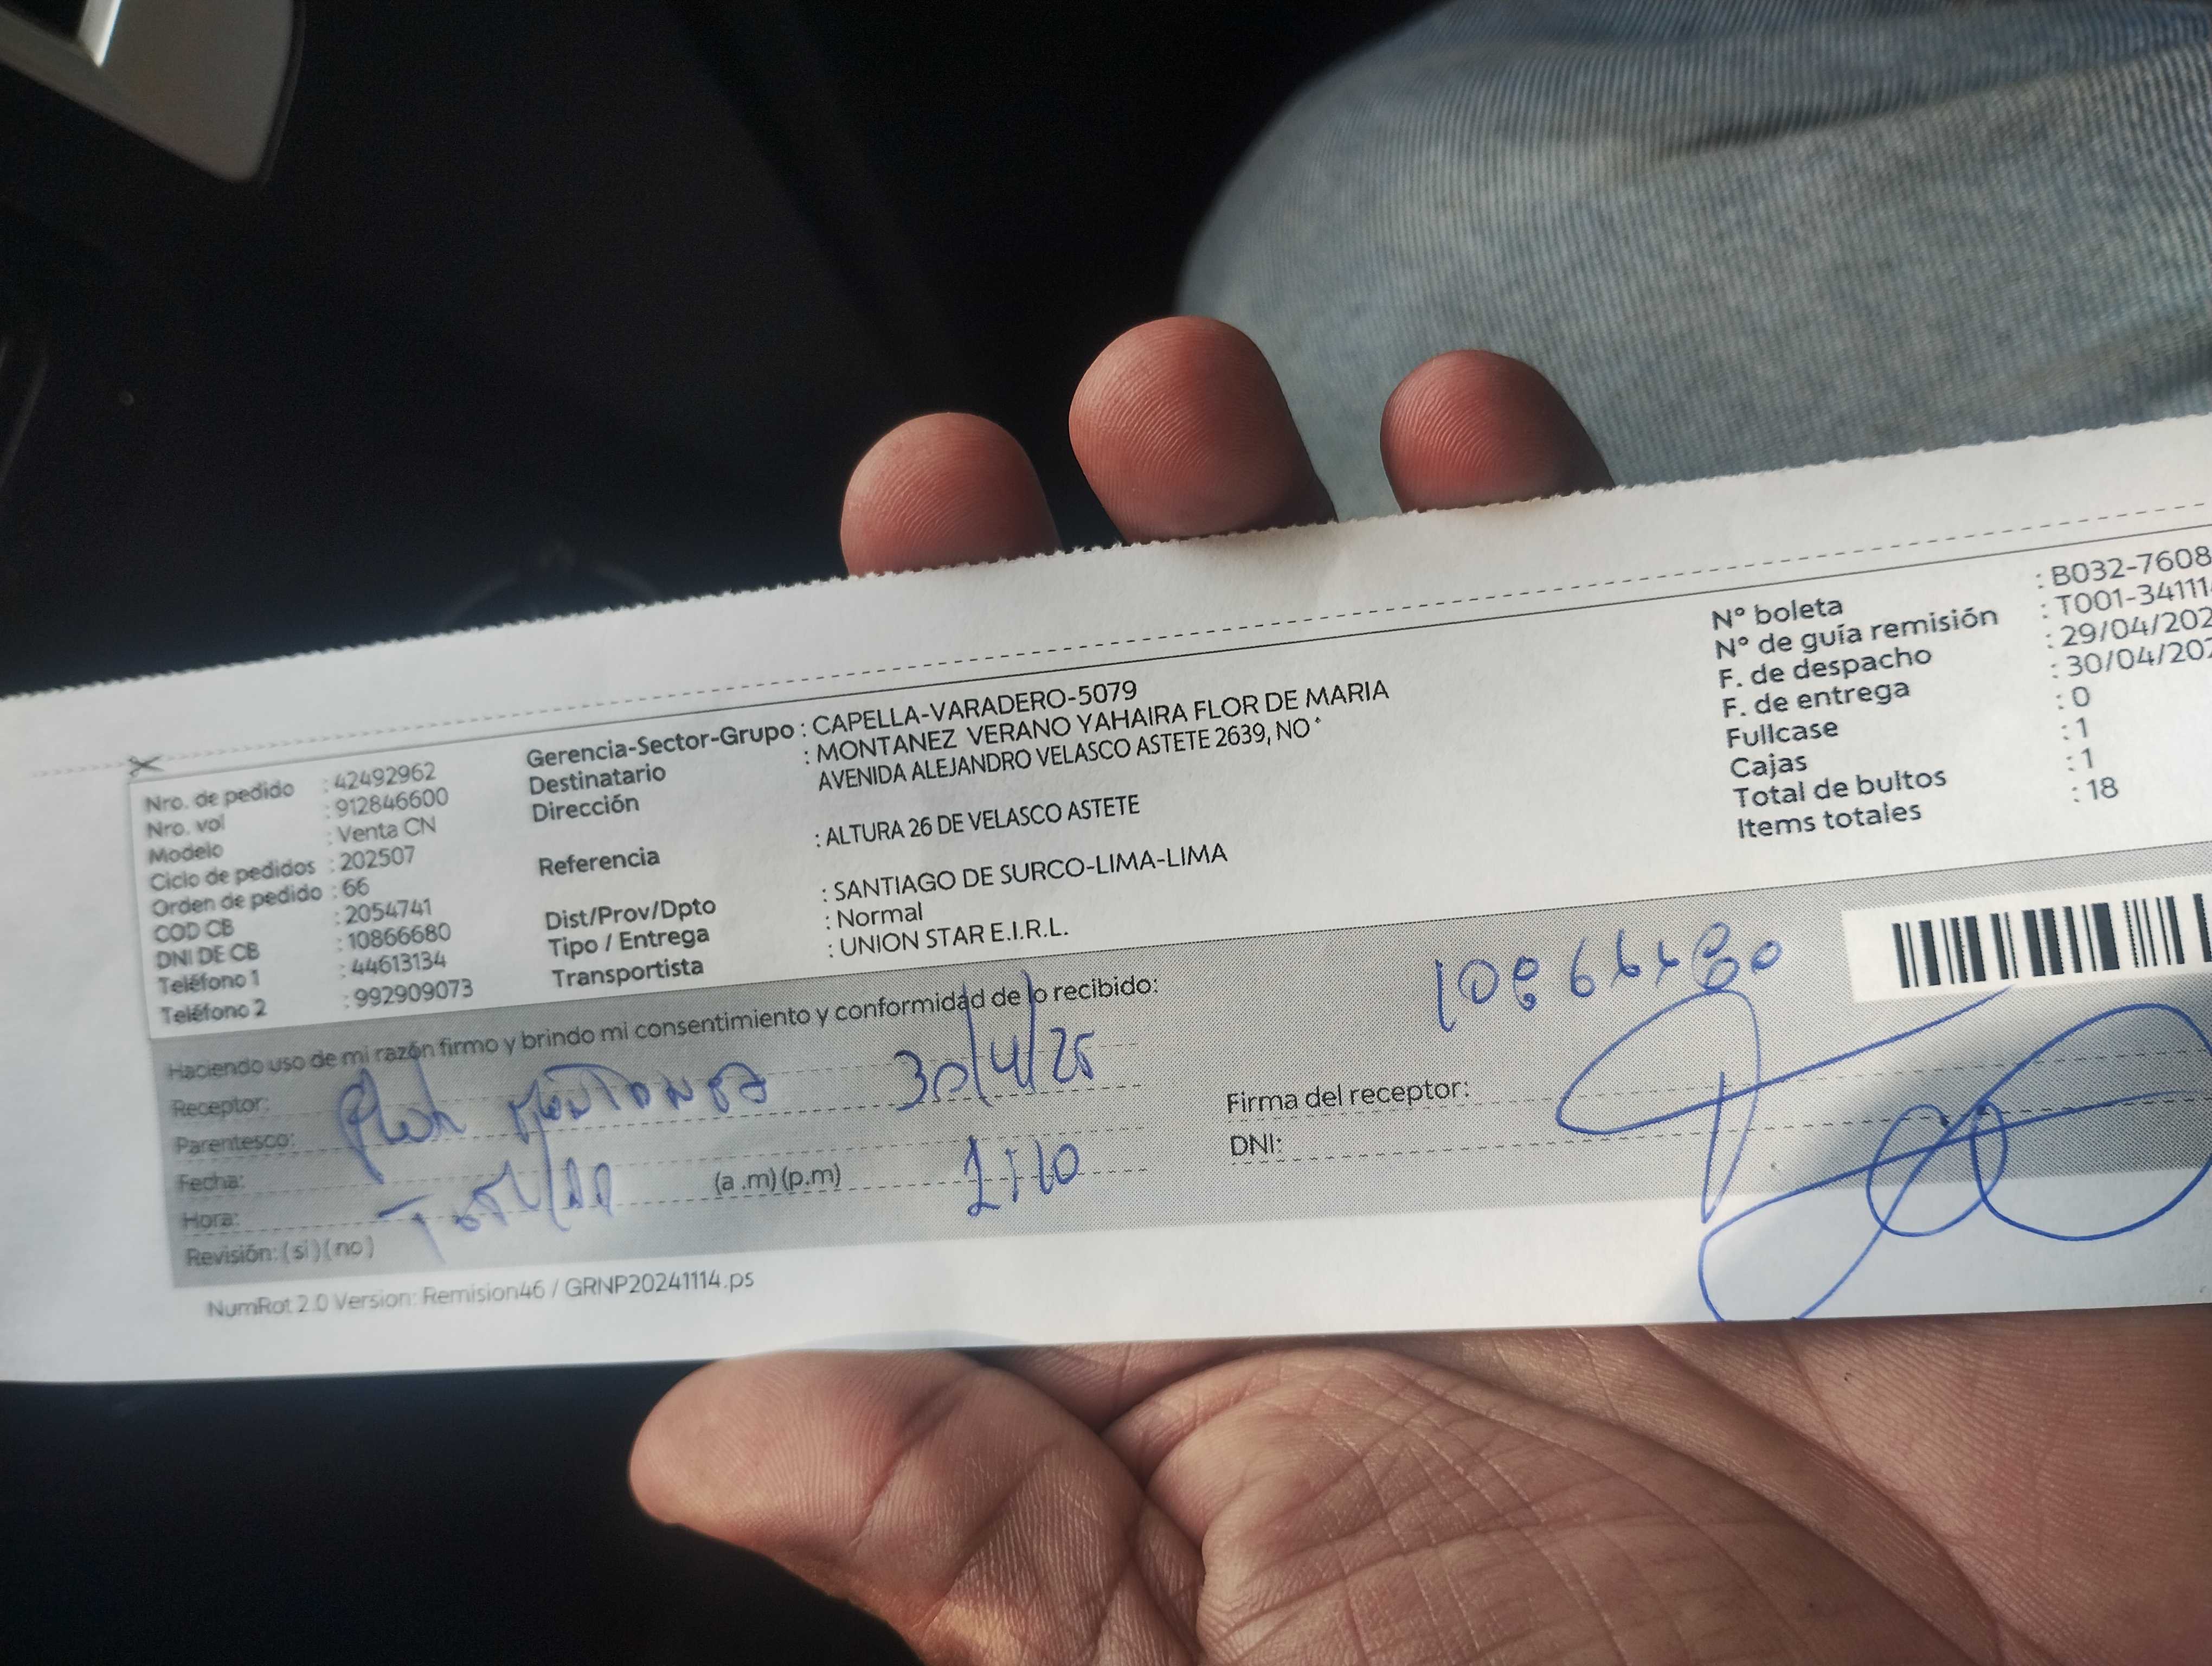 Nro. de pedido : 42492962
Nro. vol : 912846600
Modelo : Venta CN
Ciclo de pedidos : 202507
Orden de pedido : 66
COD CB : 2054741
DNI DE CB : 10866680
Teléfono 1 : 44613134
Teléfono 2 : 992909073
Gerencia-Sector-Grupo : CAPELLA-VARADERO-5079
Destinatario : MONTANEZ VERANO YAHAIRA FLOR DE MARIA
Dirección AVENIDA ALEJANDRO VELASCO ASTETE 2639, NO*
Referencia : ALTURA 26 DE VELASCO ASTETE
Dist/Prov/Dpto : SANTIAGO DE SURCO-LIMA-LIMA
Tipo / Entrega : Normal
Transportista : UNION STAR E.I.R.L.
N° boleta : B032-7608
N° de guía remisión : T001-34111
F. de despacho : 29/04/202
F. de entrega : 30/04/202
Fullcase : 0
Cajas : 1
Total de bultos : 1
Items totales : 18
Haciendo uso de mi razón firmo y brindo mi consentimiento y conformidad de lo recibido:
Receptor:
Parentesco: 30/4/25
Fecha:
Hora: (a .m)(p.m) 1:10
Revisión: (si)(no)
Firma del receptor:
DNI:
NumRot 2.0 Version: Remision46 / GRNP20241114.ps